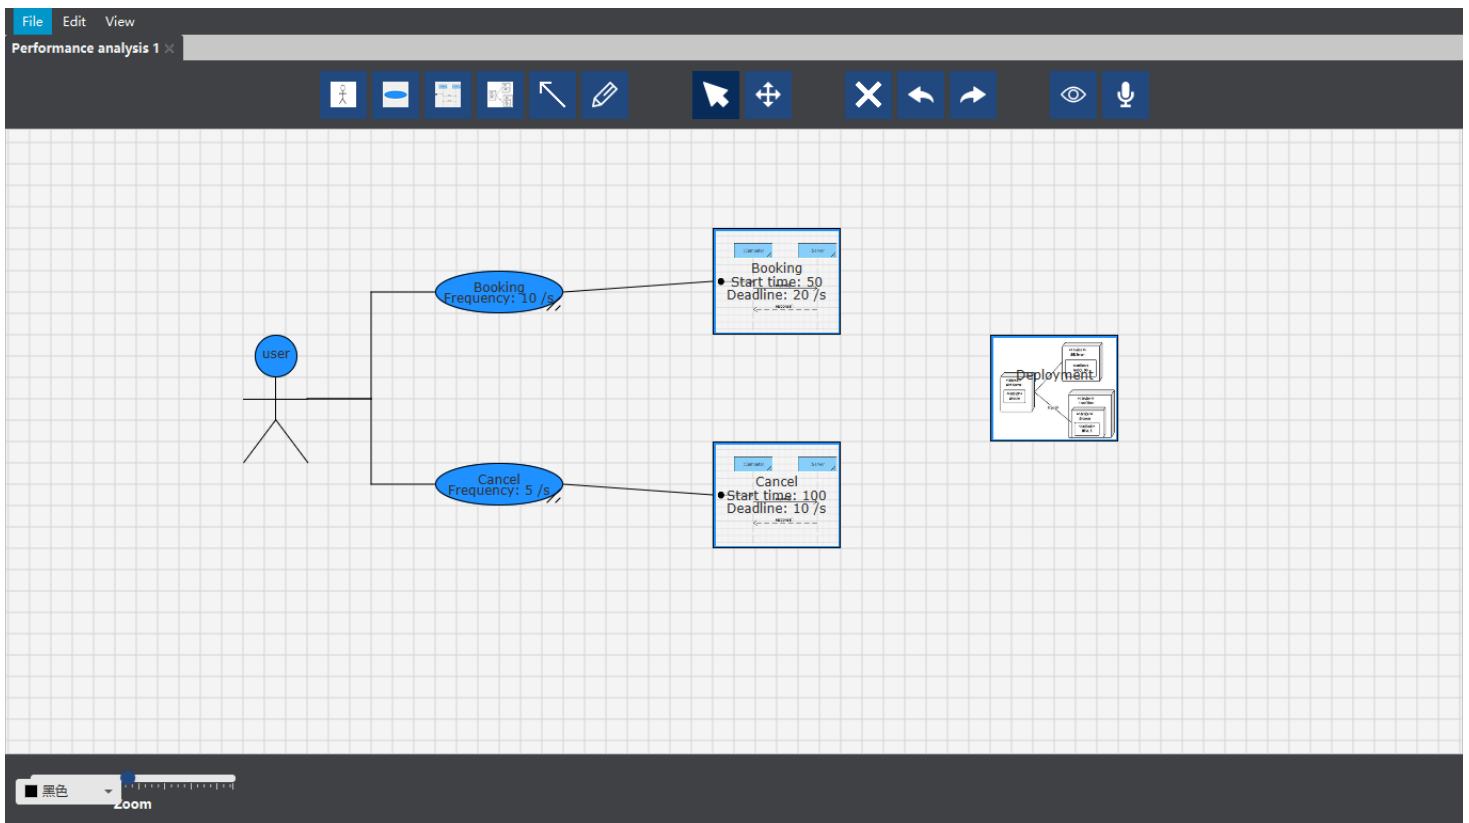 File Edit View
Performance analysis 1
user
Booking
Frequency: 10 /s
Cancel
Frequency: 5 /s
Booking
Start time: 50
Deadline: 20 /s
Cancel
Start time: 100
Deadline: 10 /s
Deployment
黑色
Zoom